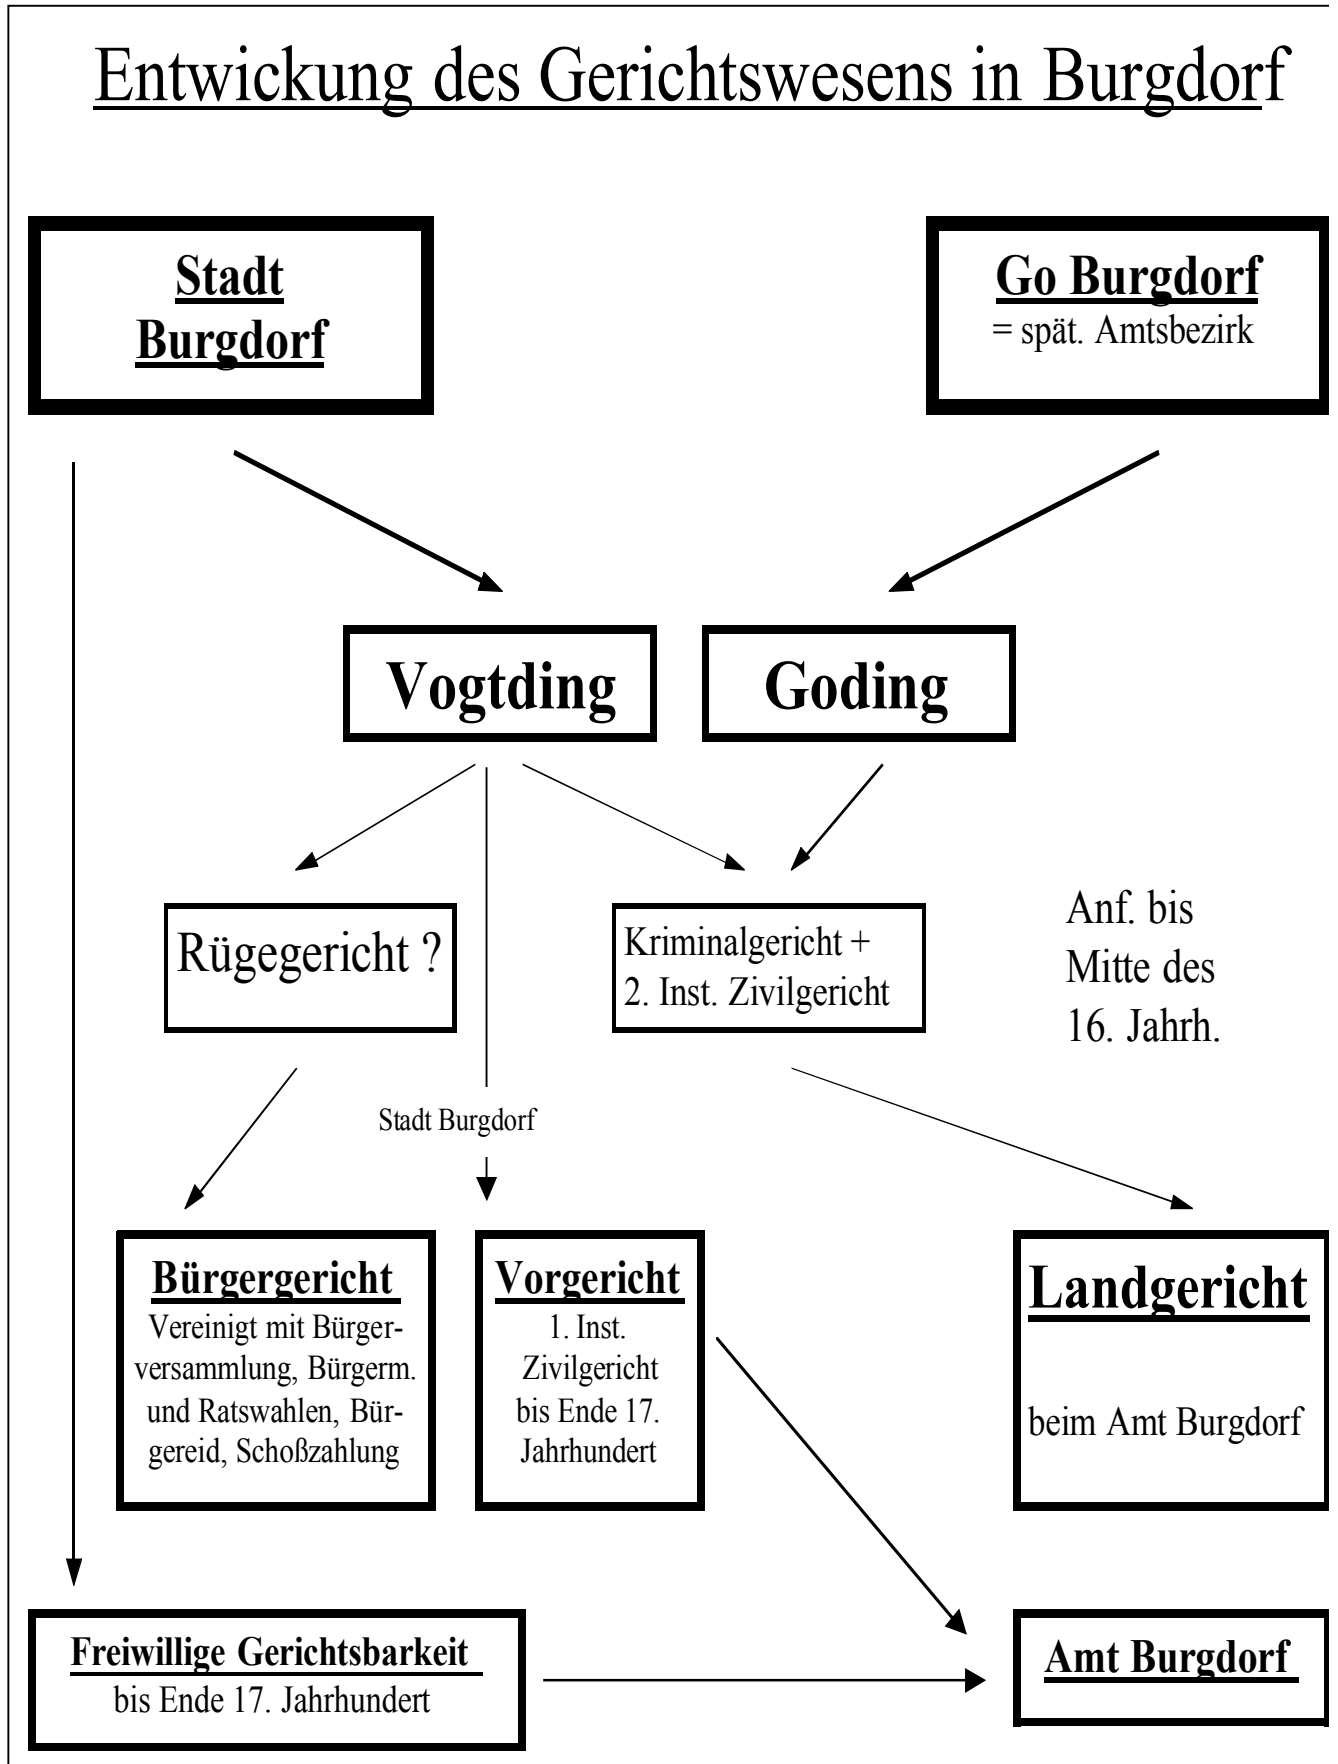 Entwickung des Gerichtswesens in Burgdorf
Stadt
Burgdorf
Go Burgdorf
= spät. Amtsbezirk
Vogtding
Goding
Rügegericht ?
Kriminalgericht +
2. Inst. Zivilgericht
Anf. bis
Mitte des
16. Jahrh.
Stadt Burgdorf
Bürgergericht
Vereinigt mit Bürger-
versammlung, Bürgerm.
und Ratswahlen, Bür-
gereid, Schoßzahlung
Vorgericht
1. Inst.
Zivilgericht
bis Ende 17.
Jahrhundert
Landgericht
beim Amt Burgdorf
Freiwillige Gerichtsbarkeit
bis Ende 17. Jahrhundert
Amt Burgdorf